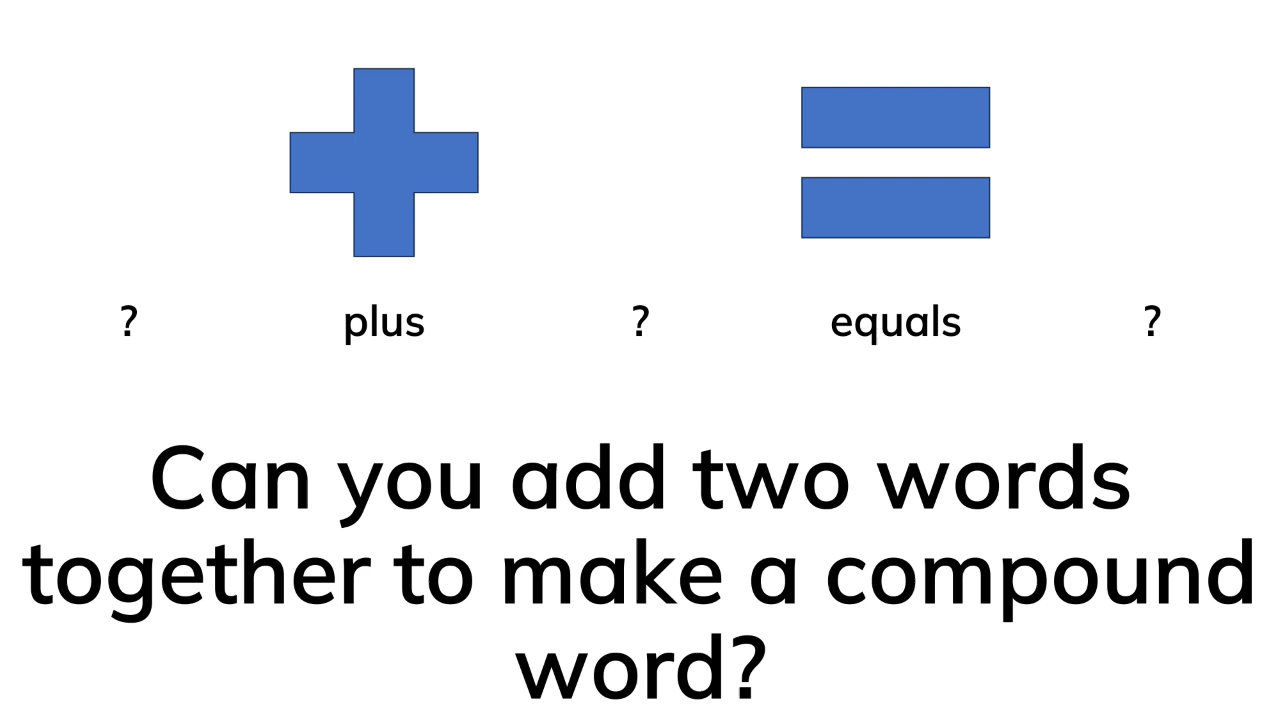 ? plus ? equals ?
Can you add two words
together to make a compound
word?